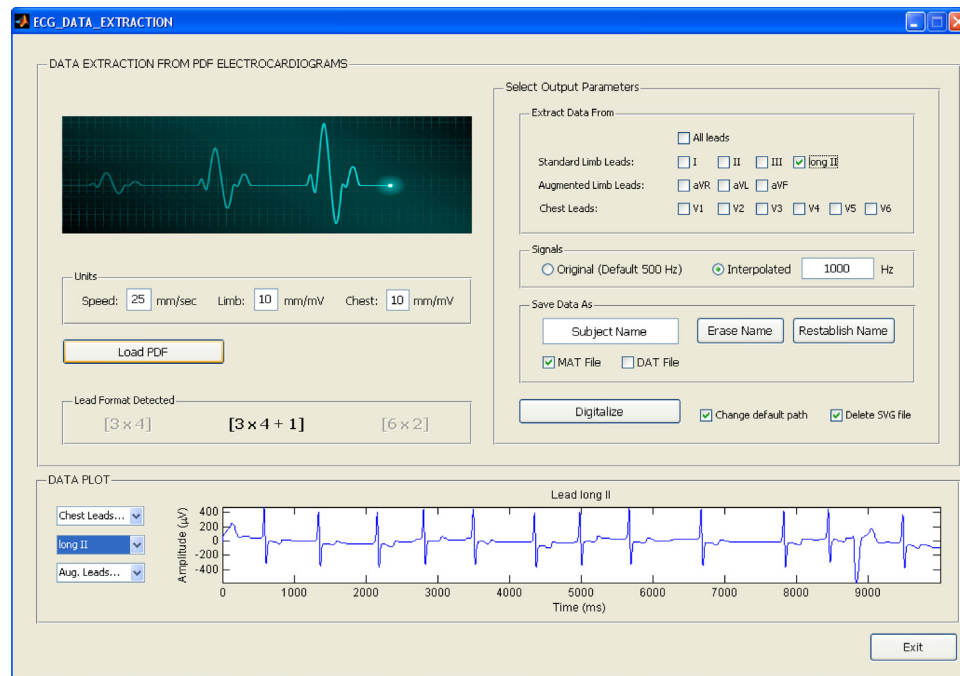 ECG_DATA_EXTRACTION
DATA EXTRACTION FROM PDF ELECTROCARDIOGRAMS
Units
Speed: 25 mm/sec Limb: 10 mm/mV Chest: 10 mm/mV
Load PDF
Lead Format Detected
[3 x 4] [3 x 4 + 1] [6 x 2]
Select Output Parameters
Extract Data From
All leads
Standard Limb Leads: I II III long II
Augmented Limb Leads: aVR aVL aVF
Chest Leads: V1 V2 V3 V4 V5 V6
Signals
Original (Default 500 Hz) Interpolated 1000 Hz
Save Data As
Subject Name Erase Name Restablish Name
MAT File DAT File
Digitalize Change default path Delete SVG file
DATA PLOT
Chest Leads...
long II
Aug. Leads...
Lead long II
Amplitude (μV)
400
200
0
-200
-400
0 1000 2000 3000 4000 5000 6000 7000 8000 9000
Time (ms)
Exit